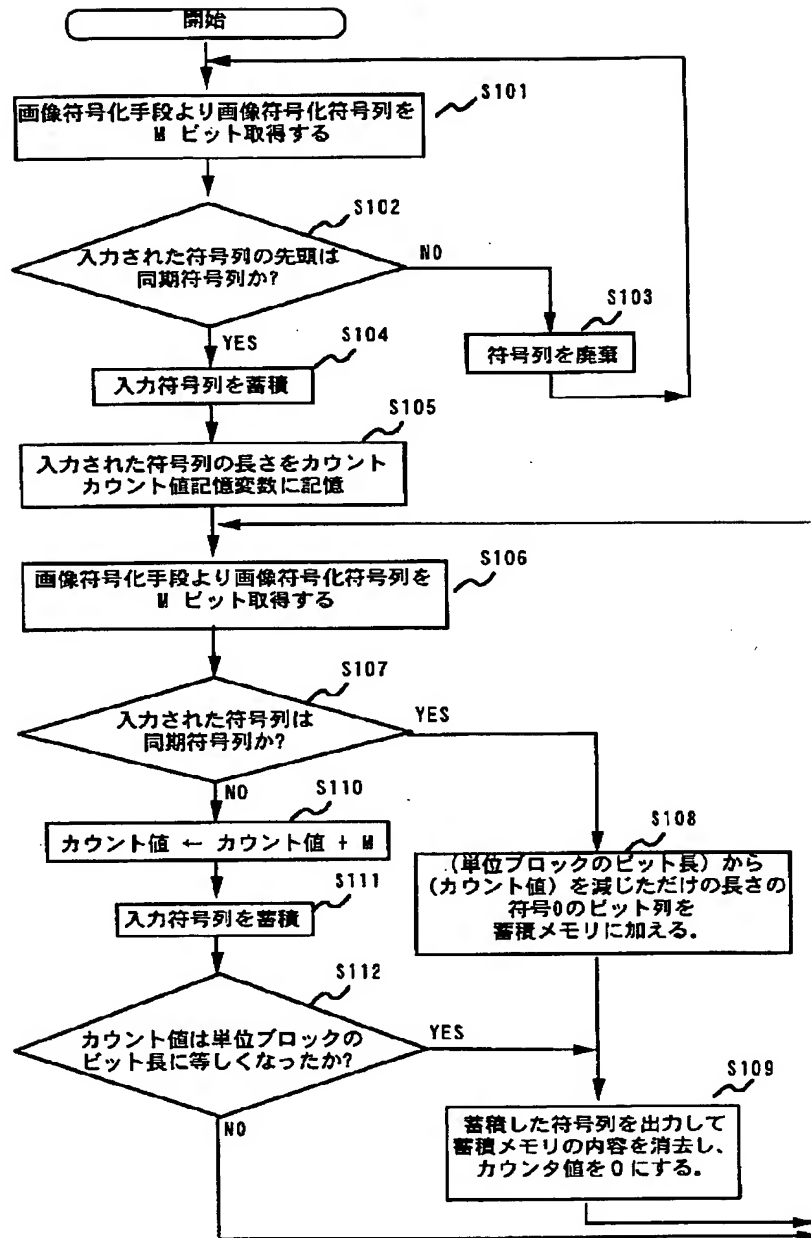 開始
S101
画像符号化手段より画像符号化符号列を
M ビット取得する
S102
入力された符号列の先頭は
同期符号列か?
NO
S103
符号列を廃棄
YES
S104
入力符号列を蓄積
S105
入力された符号列の長さをカウント
カウント値記憶変数に記憶
S106
画像符号化手段より画像符号化符号列を
M ビット取得する
S107
入力された符号列は
同期符号列か?
YES
NO
S110
カウント値 ← カウント値 + M
S108
(単位ブロックのビット長)から
(カウント値)を減じただけの長さの
符号0のビット列を
蓄積メモリに加える。
S111
入力符号列を蓄積
S112
カウント値は単位ブロックの
ビット長に等しくなったか?
YES
NO
S109
蓄積した符号列を出力して
蓄積メモリの内容を消去し、
カウンタ値を0にする。